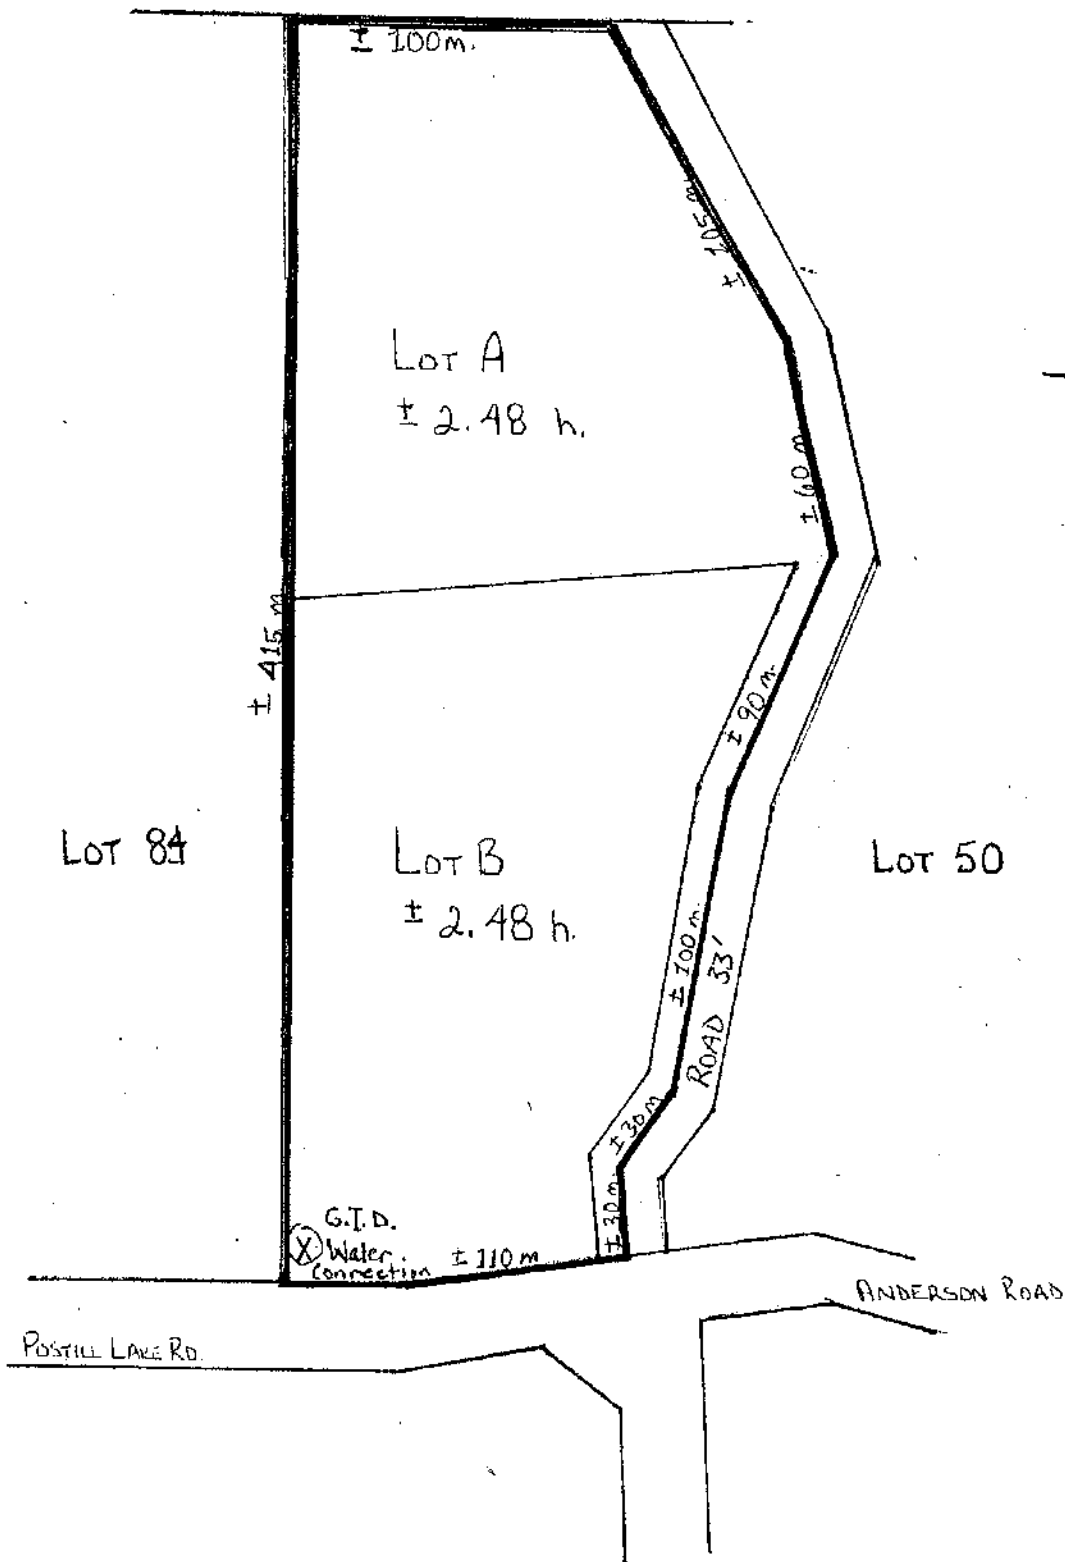 ± 100m.
± 105 m
LOT A
± 2.48 h.
± 60 m
± 415 m
± 90 m.
LOT 84
LOT B
± 2.48 h.
LOT 50
± 100 m.
ROAD 33'
± 30 m
± 30 m.
G.I.D.
Water
Connection
± 110 m
ANDERSON ROAD
POSTILL LAKE RD.
X